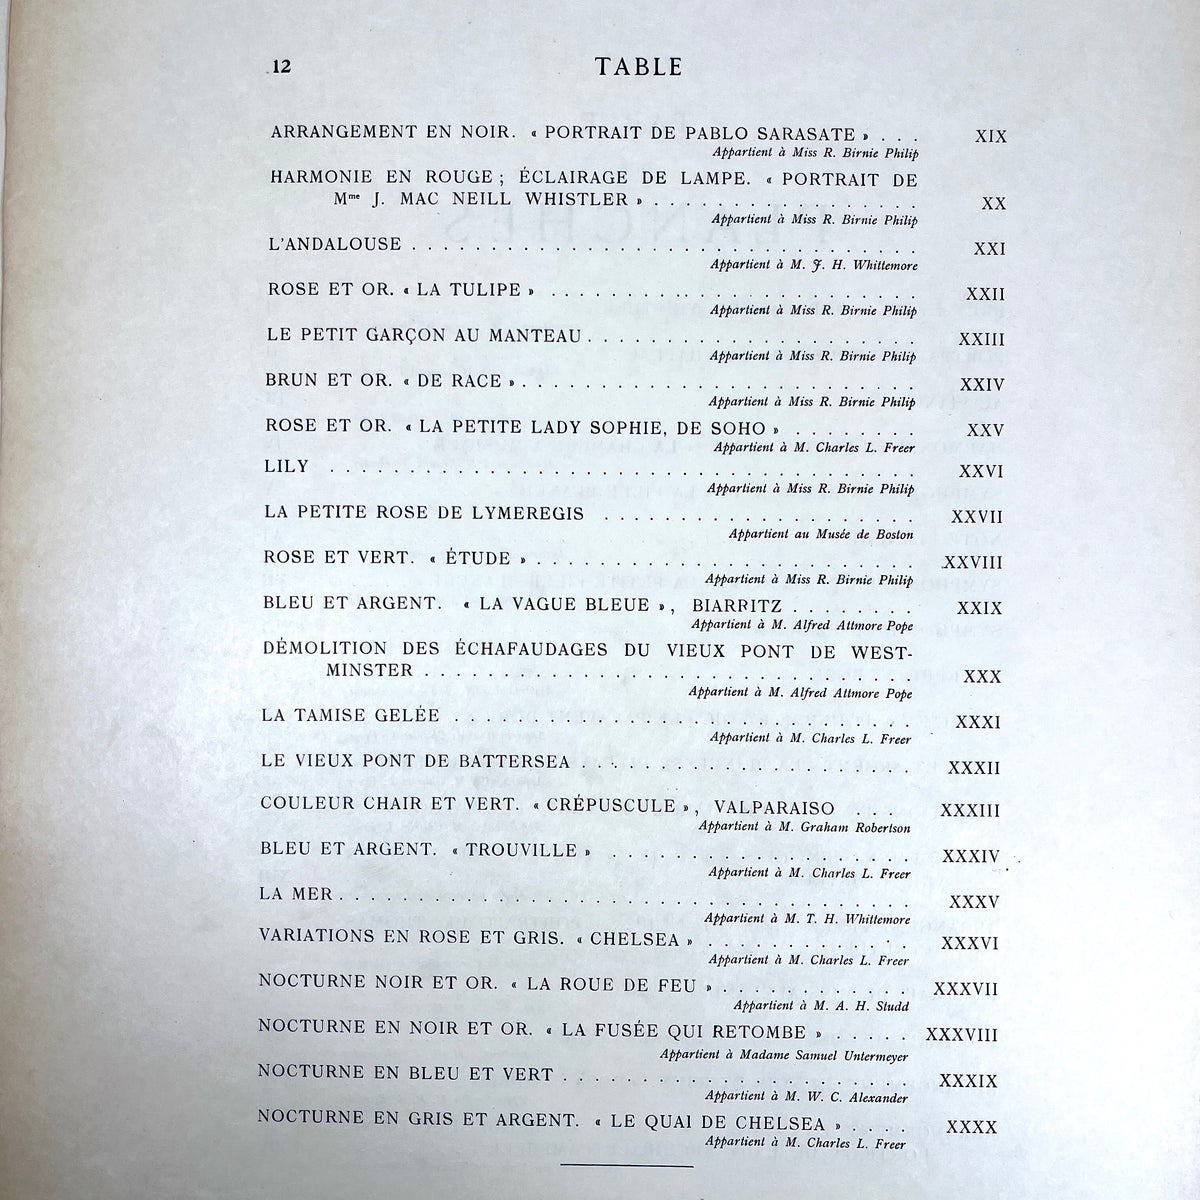 12 TABLE
ARRANGEMENT EN NOIR. « PORTRAIT DE PABLO SARASATE » . . . XIX
Appartient à Miss R. Birnie Philip
HARMONIE EN ROUGE ; ÉCLAIRAGE DE LAMPE. « PORTRAIT DE
Mme J. MAC NEILL WHISTLER » . . . . . . . . . . . . . . . . XX
Appartient à Miss R. Birnie Philip
L'ANDALOUSE . . . . . . . . . . . . . . . . . . . . . . . . . . . . . XXI
Appartient à M. J. H. Whittemore
ROSE ET OR. « LA TULIPE » . . . . . . . . . . . . . . . . . . . . . XXII
Appartient à Miss R. Birnie Philip
LE PETIT GARÇON AU MANTEAU . . . . . . . . . . . . . . . . . . . XXIII
Appartient à Miss R. Birnie Philip
BRUN ET OR. « DE RACE » . . . . . . . . . . . . . . . . . . . . . . . XXIV
Appartient à Miss R. Birnie Philip
ROSE ET OR. « LA PETITE LADY SOPHIE, DE SOHO » . . . . . . . . XXV
Appartient à M. Charles L. Freer
LILY . . . . . . . . . . . . . . . . . . . . . . . . . . . . . . . . . XXVI
Appartient à Miss R. Birnie Philip
LA PETITE ROSE DE LYMEREGIS . . . . . . . . . . . . . . . . . . XXVII
Appartient au Musée de Boston
ROSE ET VERT. « ÉTUDE » . . . . . . . . . . . . . . . . . . . . . . XXVIII
Appartient à Miss R. Birnie Philip
BLEU ET ARGENT. « LA VAGUE BLEUE », BIARRITZ . . . . . . . . XXIX
Appartient à M. Alfred Attmore Pope
DÉMOLITION DES ÉCHAFAUDAGES DU VIEUX PONT DE WEST-
MINSTER . . . . . . . . . . . . . . . . . . . . . . . . . . . . XXX
Appartient à M. Alfred Attmore Pope
LA TAMISE GELÉE . . . . . . . . . . . . . . . . . . . . . . . . . . XXXI
Appartient à M. Charles L. Freer
LE VIEUX PONT DE BATTERSEA . . . . . . . . . . . . . . . . . . . XXXII
COULEUR CHAIR ET VERT. « CRÉPUSCULE », VALPARAISO . . . XXXIII
Appartient à M. Graham Robertson
BLEU ET ARGENT. « TROUVILLE » . . . . . . . . . . . . . . . . . XXXIV
Appartient à M. Charles L. Freer
LA MER . . . . . . . . . . . . . . . . . . . . . . . . . . . . . . . . . XXXV
Appartient à M. T. H. Whittemore
VARIATIONS EN ROSE ET GRIS. « CHELSEA » . . . . . . . . . . . . XXXVI
Appartient à M. Charles L. Freer
NOCTURNE NOIR ET OR. « LA ROUE DE FEU » . . . . . . . . . . . XXXVII
Appartient à M. A. H. Studd
NOCTURNE EN NOIR ET OR. « LA FUSÉE QUI RETOMBE » . . . . . XXXVIII
Appartient à Madame Samuel Untermeyer
NOCTURNE EN BLEU ET VERT . . . . . . . . . . . . . . . . . . . . XXXIX
Appartient à M. W. C. Alexander
NOCTURNE EN GRIS ET ARGENT. « LE QUAI DE CHELSEA » . . . . XXXX
Appartient à M. Charles L. Freer